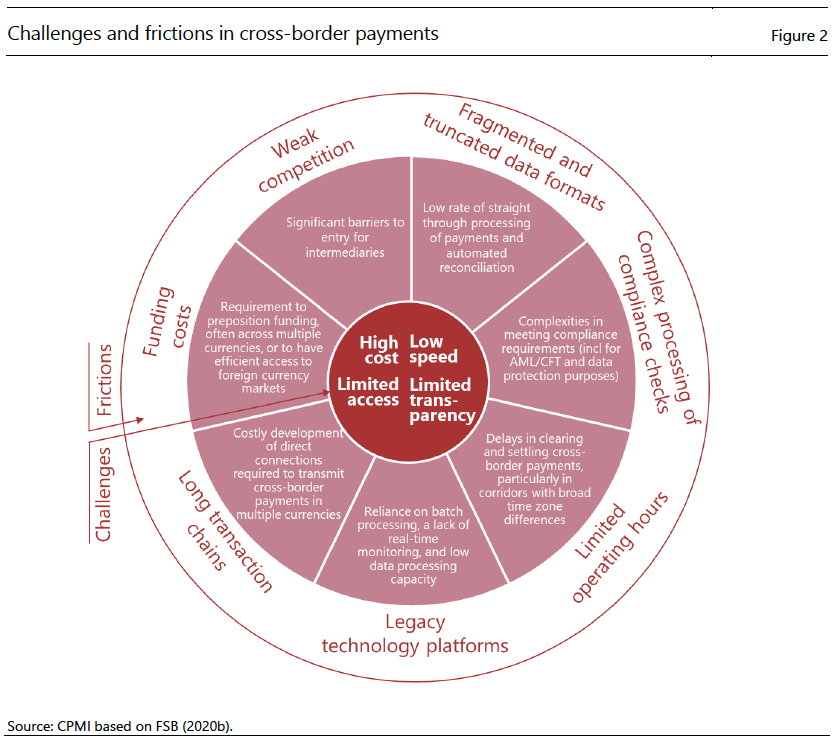 Challenges and frictions in cross-border payments
Figure 2
Weak
competition
Fragmented and
truncated data formats
Complex processing of
compliance checks
Limited
operating hours
Legacy
technology platforms
Long transaction
chains
Funding
costs
Significant barriers to
entry for
intermediaries
Low rate of straight
through processing
of payments and
automated
reconciliation
Complexities in
meeting compliance
requirements (incl for
AML/CFT and data
protection purposes)
Delays in clearing
and settling cross-
border payments,
particularly in
corridors with broad
time zone
differences
Reliance on batch
processing, a lack of
real-time
monitoring, and low
data processing
capacity
Costly development
of direct
connections
required to transmit
cross-border
payments in
multiple currencies
Requirement to
preposition funding,
often across multiple
currencies, or to have
efficient access to
foreign currency
markets
High
cost
Low
speed
Limited
access
Limited
trans-
parency
Frictions
Challenges
Source: CPMI based on FSB (2020b).